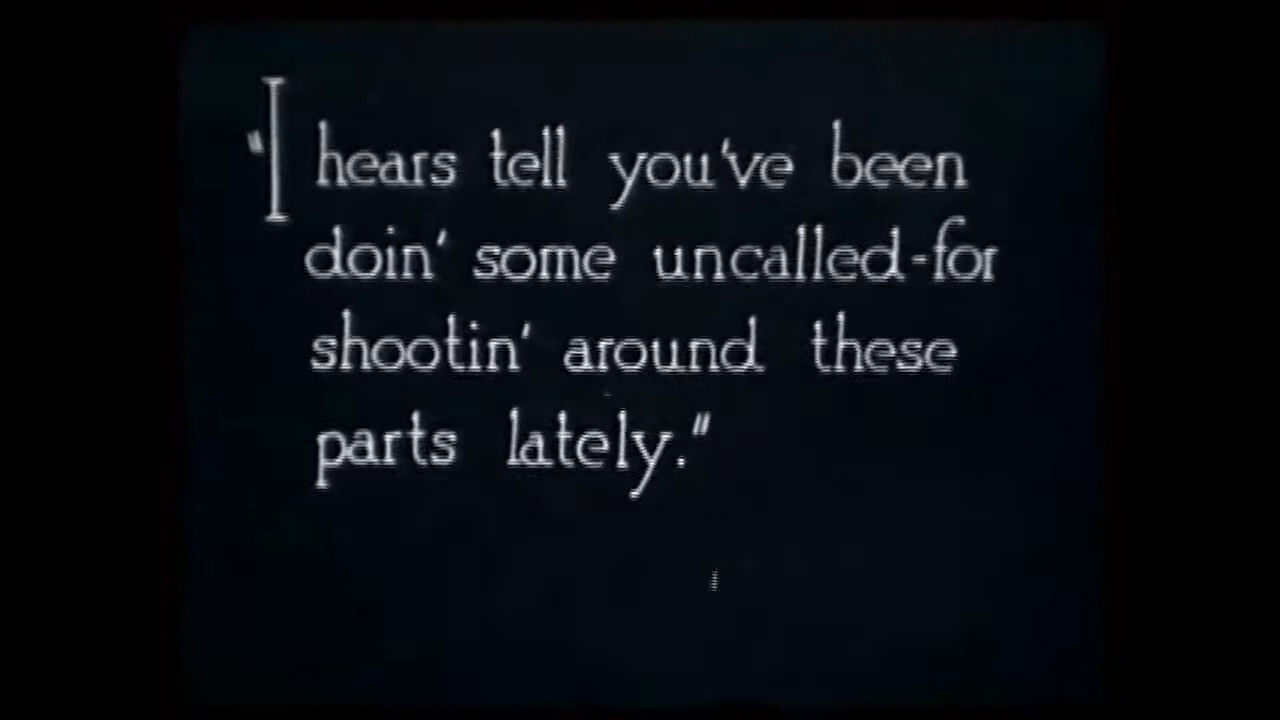 "I hears tell you've been
doin' some uncalled-for
shootin' around these
parts lately."